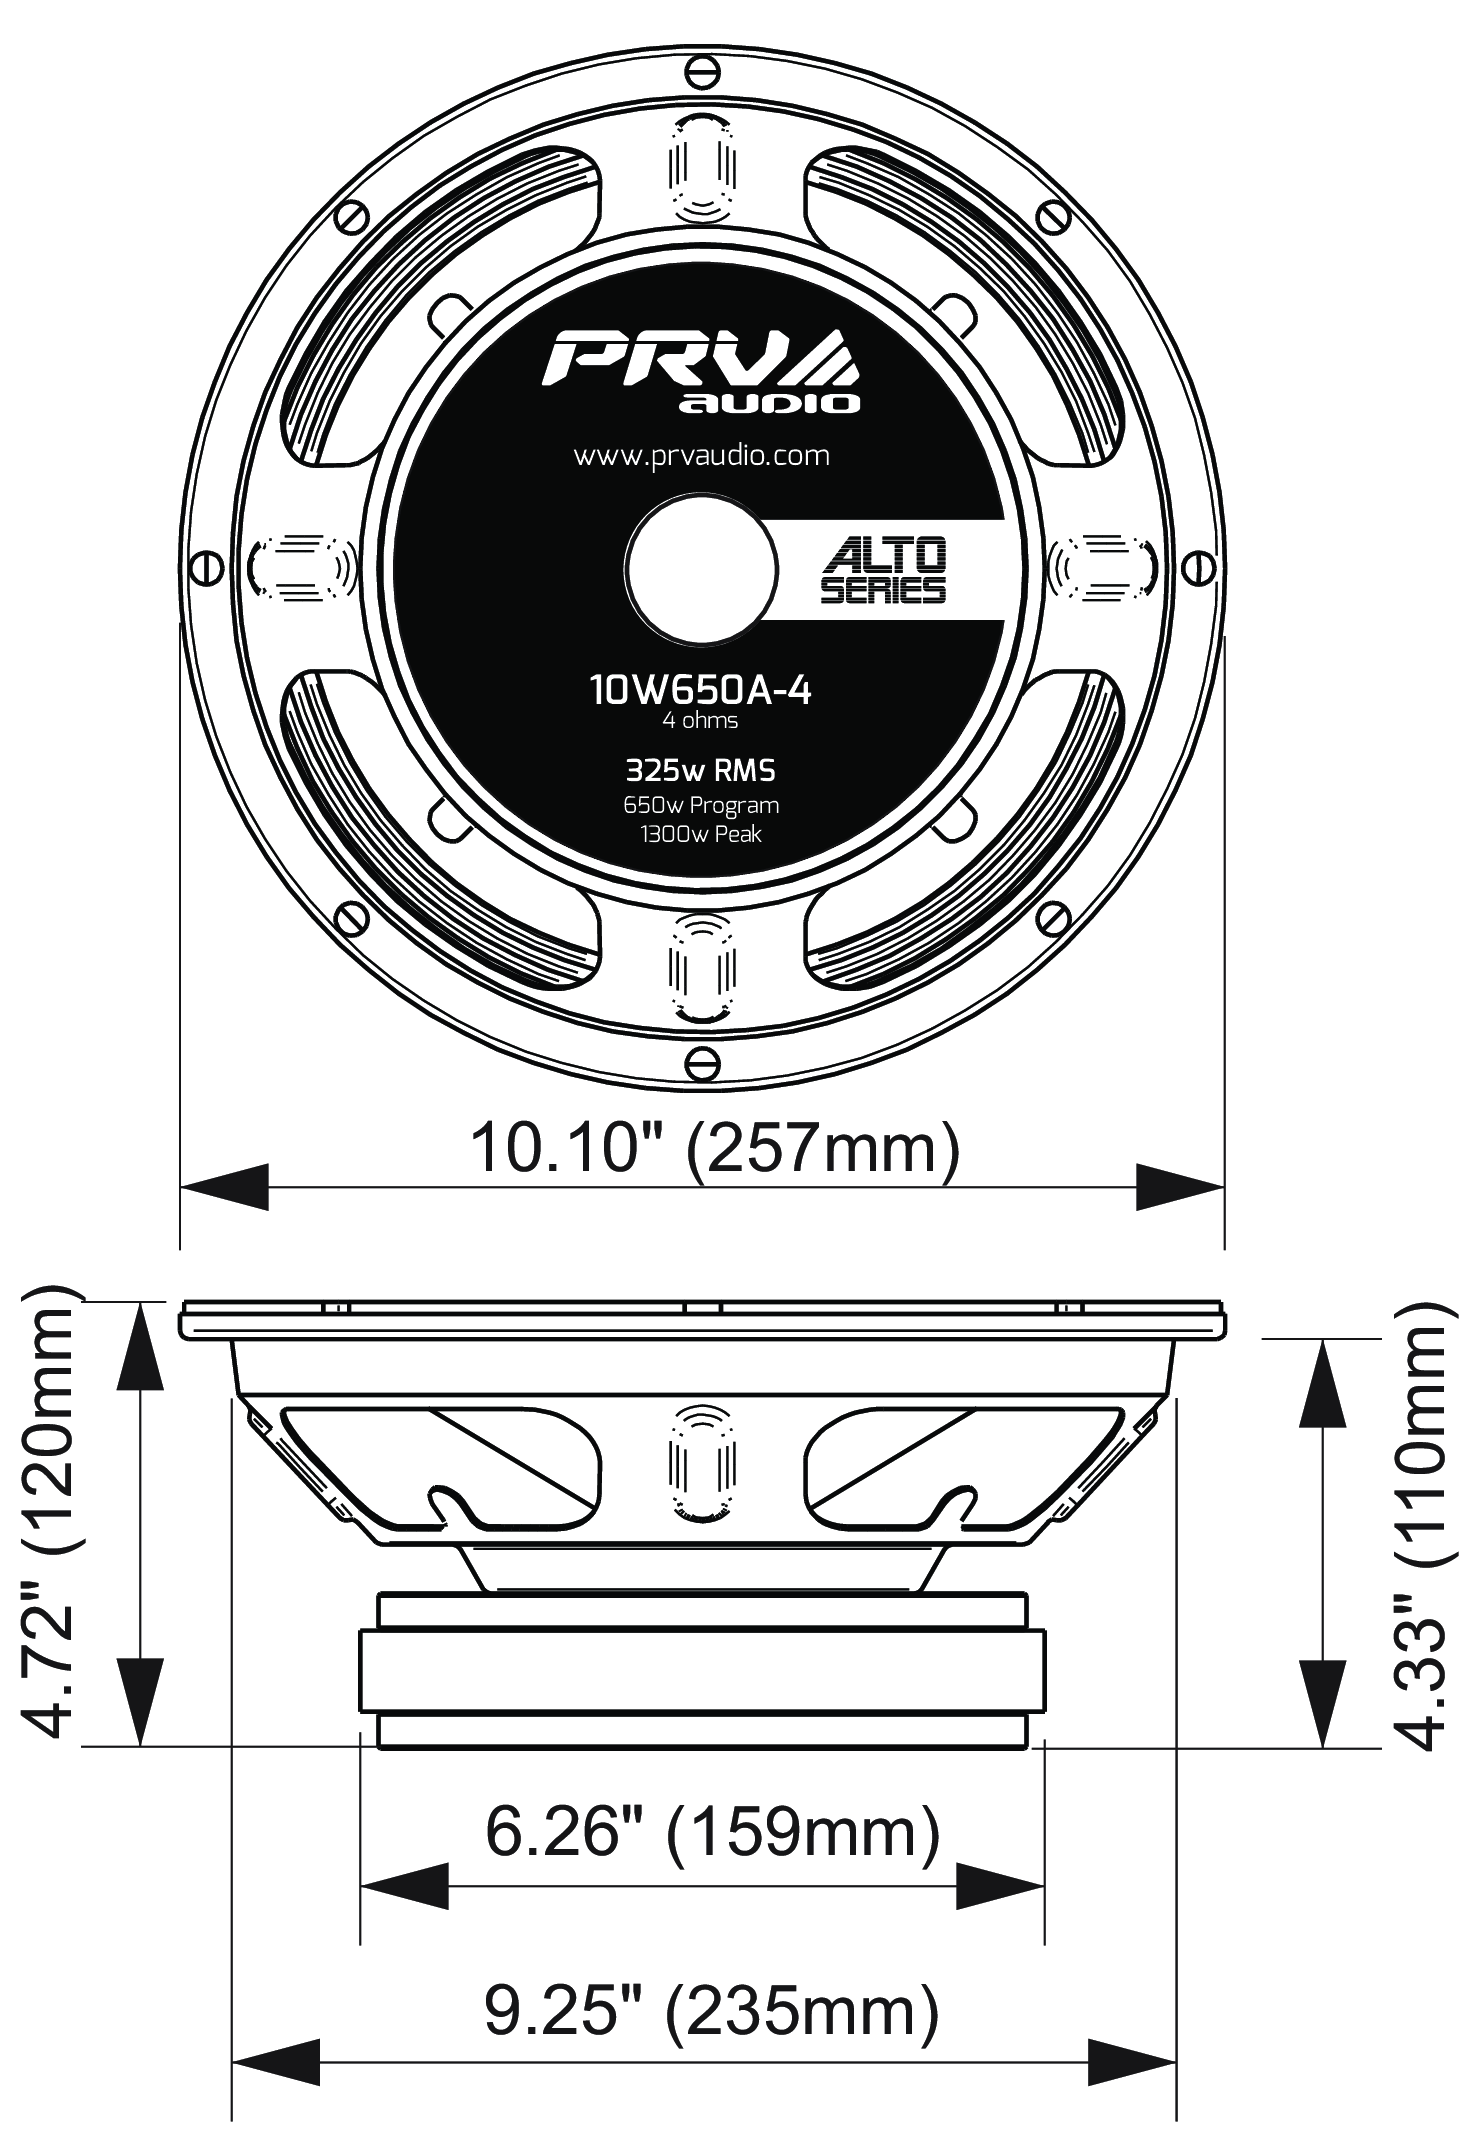 PRV
audio
www.prvaudio.com
ALTO
SERIES
10W650A-4
4 ohms
325w RMS
650w Program
1300w Peak
10.10" (257mm)
4.72" (120mm)
4.33" (110mm)
6.26" (159mm)
9.25" (235mm)